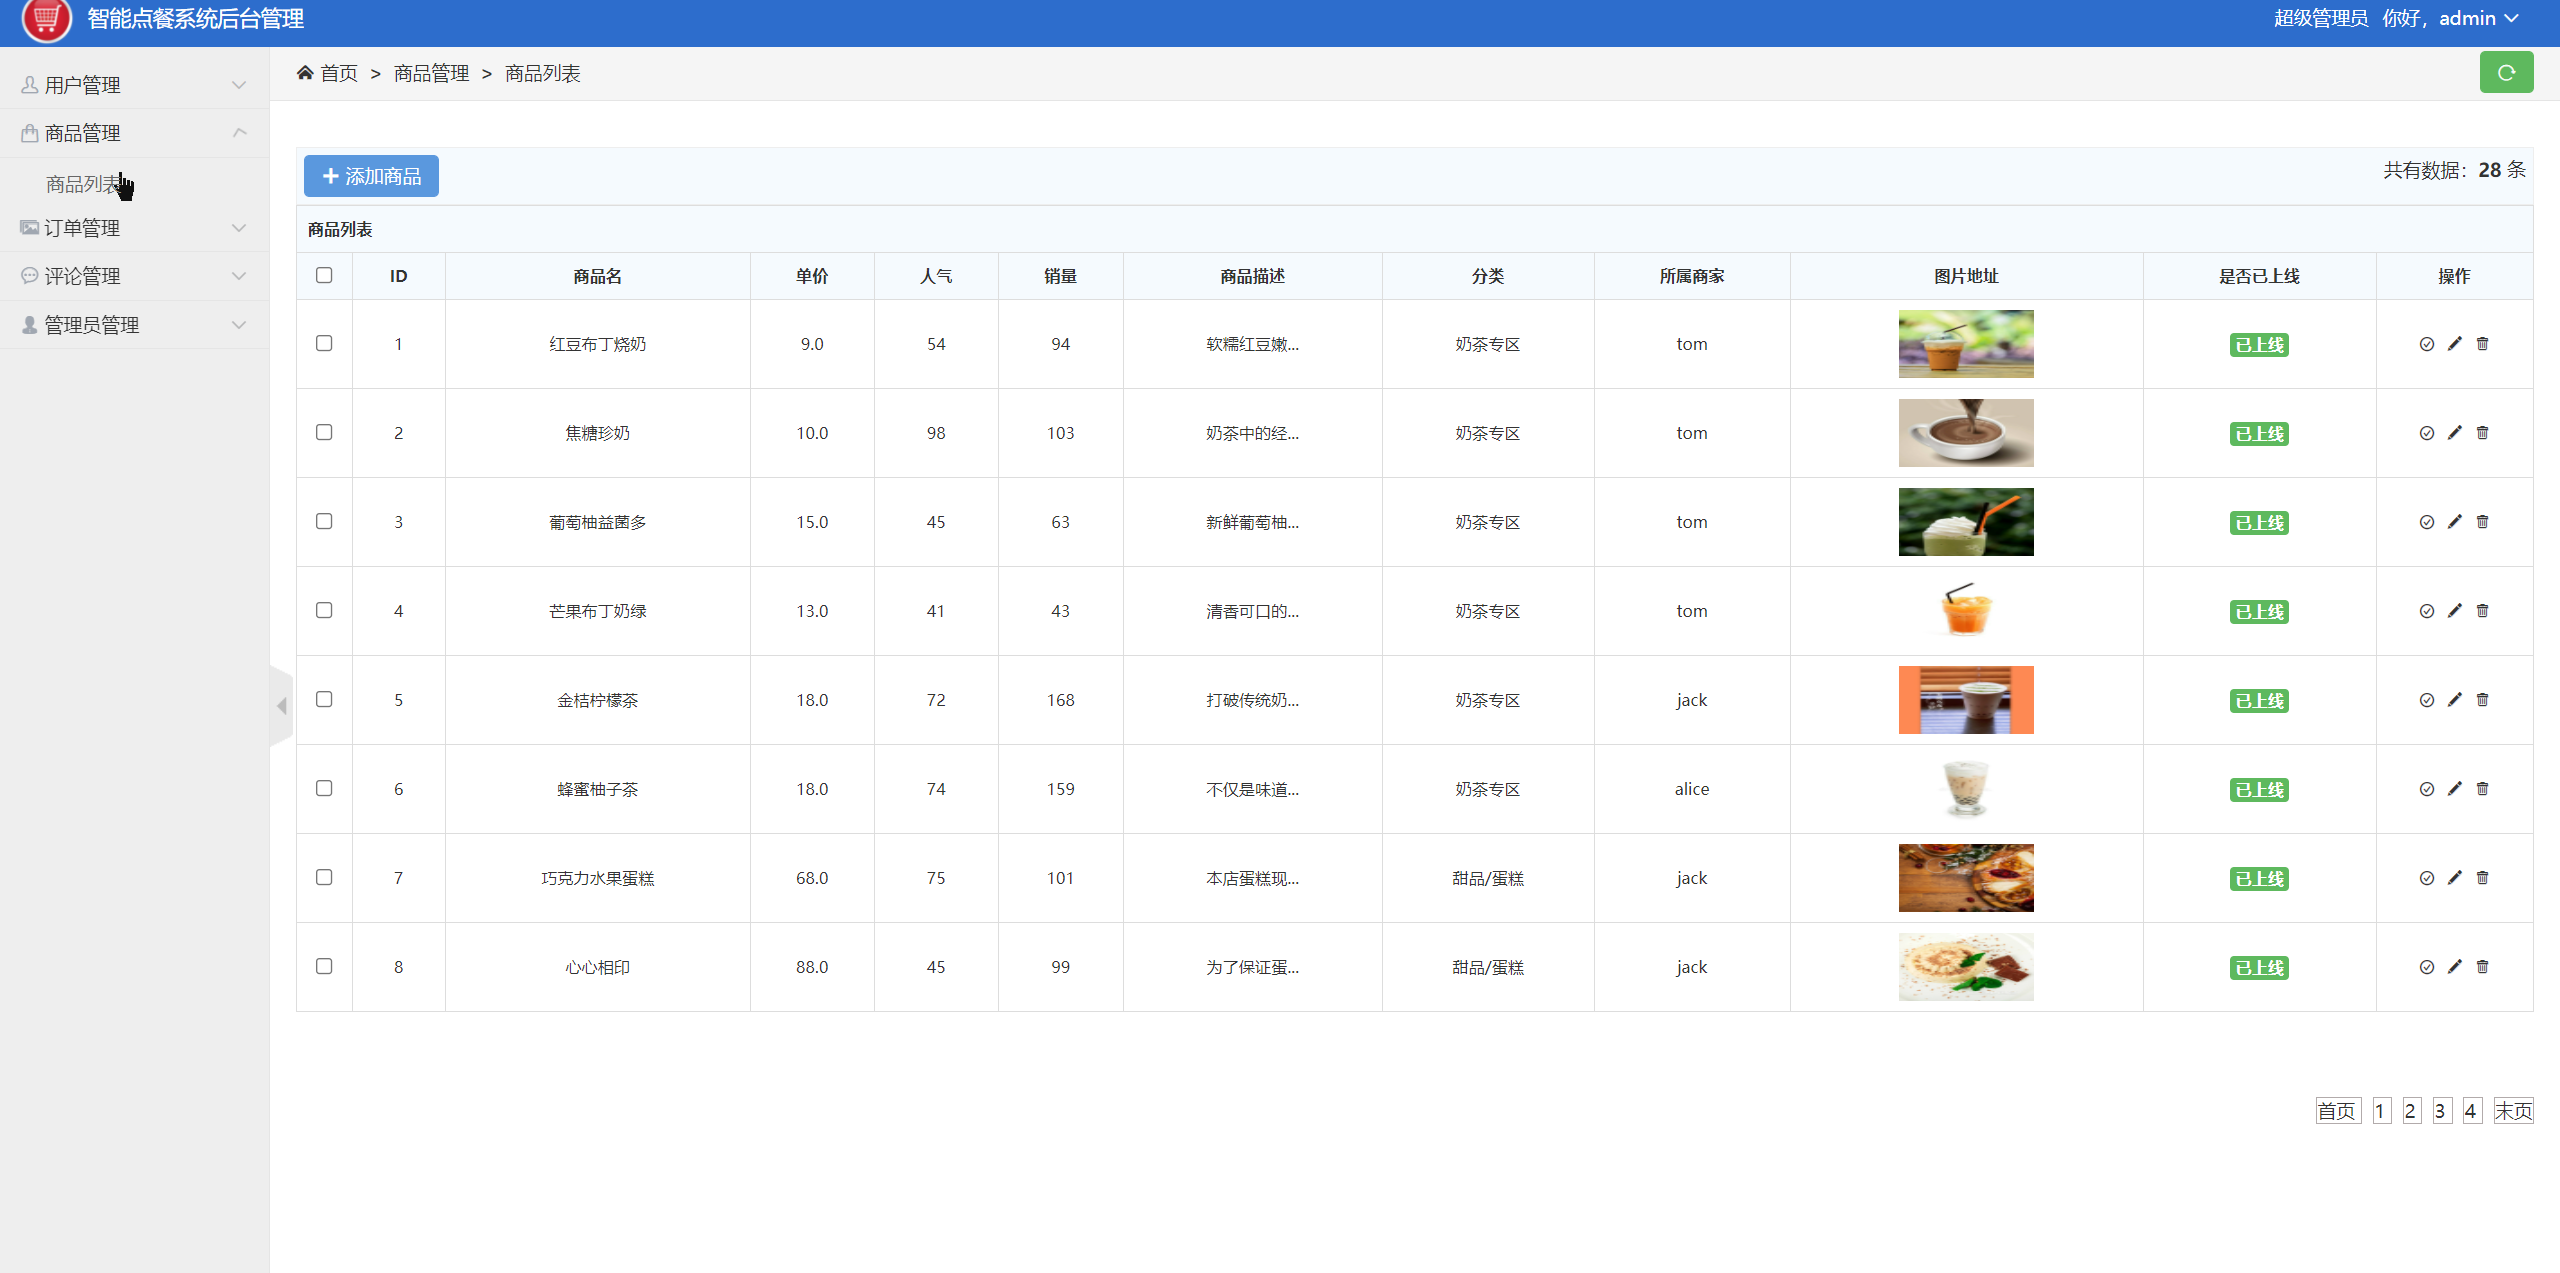 智能点餐系统后台管理
超级管理员 你好，admin
用户管理
商品管理
商品列表
订单管理
评论管理
管理员管理
首页 > 商品管理 > 商品列表
添加商品
共有数据：28 条
商品列表
ID 商品名 单价 人气 销量 商品描述 分类 所属商家 图片地址 是否已上线 操作
1 红豆布丁烧奶 9.0 54 94 软糯红豆嫩... 奶茶专区 tom 已上线
2 焦糖珍奶 10.0 98 103 奶茶中的经... 奶茶专区 tom 已上线
3 葡萄柚益菌多 15.0 45 63 新鲜葡萄柚... 奶茶专区 tom 已上线
4 芒果布丁奶绿 13.0 41 43 清香可口的... 奶茶专区 tom 已上线
5 金桔柠檬茶 18.0 72 168 打破传统奶... 奶茶专区 jack 已上线
6 蜂蜜柚子茶 18.0 74 159 不仅是味道... 奶茶专区 alice 已上线
7 巧克力水果蛋糕 68.0 75 101 本店蛋糕现... 甜品/蛋糕 jack 已上线
8 心心相印 88.0 45 99 为了保证蛋... 甜品/蛋糕 jack 已上线
首页 1 2 3 4 末页